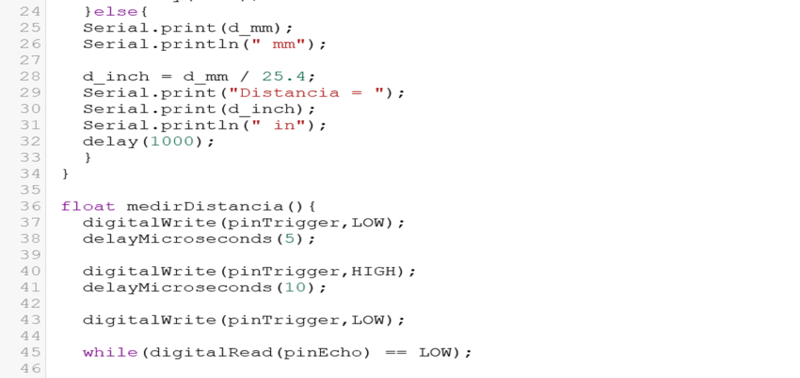 24 }else{
25 Serial.print(d_mm);
26 Serial.println(" mm");
27
28 d_inch = d_mm / 25.4;
29 Serial.print("Distancia = ");
30 Serial.print(d_inch);
31 Serial.println(" in");
32 delay(1000);
33 }
34 }
35
36 float medirDistancia(){
37 digitalWrite(pinTrigger,LOW);
38 delayMicroseconds(5);
39
40 digitalWrite(pinTrigger,HIGH);
41 delayMicroseconds(10);
42
43 digitalWrite(pinTrigger,LOW);
44
45 while(digitalRead(pinEcho) == LOW);
46